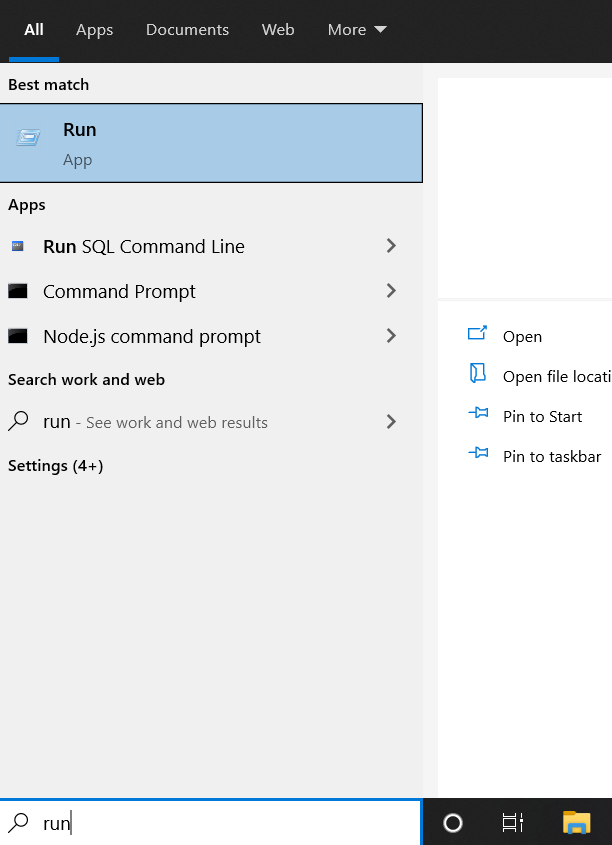 All Apps Documents Web More
Best match
Run
App
Apps
Run SQL Command Line
Command Prompt
Node.js command prompt
Search work and web
run - See work and web results
Settings (4+)
Open
Open file locati
Pin to Start
Pin to taskbar
run